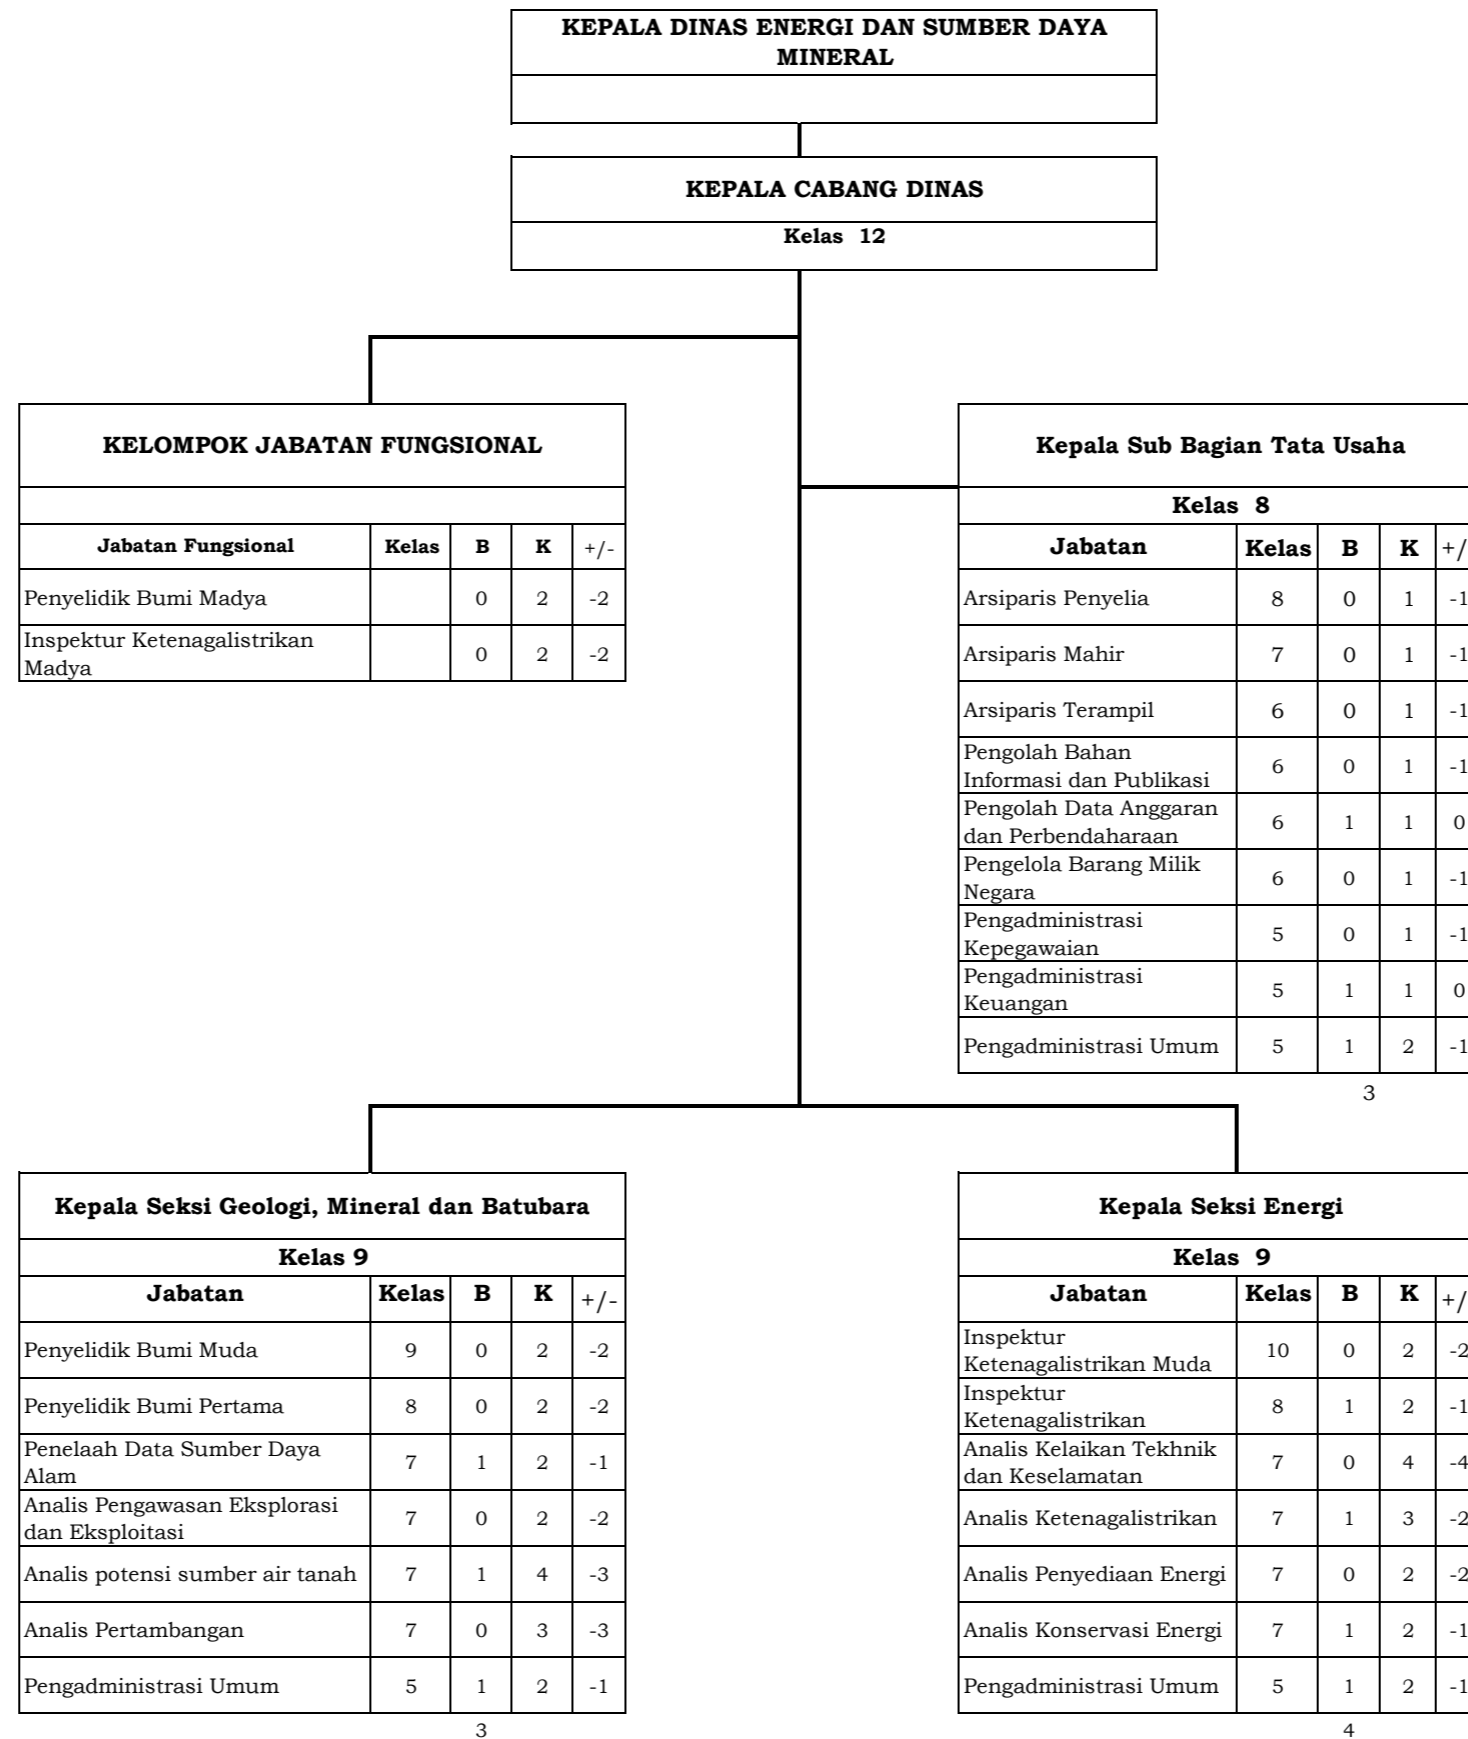 KEPALA DINAS ENERGI DAN SUMBER DAYA
MINERAL
KEPALA CABANG DINAS
Kelas 12
KELOMPOK JABATAN FUNGSIONAL
Jabatan Fungsional Kelas B K +/-
Penyelidik Bumi Madya 0 2 -2
Inspektur Ketenagalistrikan
Madya 0 2 -2
Kepala Sub Bagian Tata Usaha
Kelas 8
Jabatan Kelas B K +/
Arsiparis Penyelia 8 0 1 -1
Arsiparis Mahir 7 0 1 -1
Arsiparis Terampil 6 0 1 -1
Pengolah Bahan
Informasi dan Publikasi 6 0 1 -1
Pengolah Data Anggaran
dan Perbendaharaan 6 1 1 0
Pengelola Barang Milik
Negara 6 0 1 -1
Pengadministrasi
Kepegawaian 5 0 1 -1
Pengadministrasi
Keuangan 5 1 1 0
Pengadministrasi Umum 5 1 2 -1
3
Kepala Seksi Geologi, Mineral dan Batubara
Kelas 9
Jabatan Kelas B K +/-
Penyelidik Bumi Muda 9 0 2 -2
Penyelidik Bumi Pertama 8 0 2 -2
Penelaah Data Sumber Daya
Alam 7 1 2 -1
Analis Pengawasan Eksplorasi
dan Eksploitasi 7 0 2 -2
Analis potensi sumber air tanah 7 1 4 -3
Analis Pertambangan 7 0 3 -3
Pengadministrasi Umum 5 1 2 -1
3
Kepala Seksi Energi
Kelas 9
Jabatan Kelas B K +/
Inspektur
Ketenagalistrikan Muda 10 0 2 -2
Inspektur
Ketenagalistrikan 8 1 2 -1
Analis Kelaikan Tekhnik
dan Keselamatan 7 0 4 -4
Analis Ketenagalistrikan 7 1 3 -2
Analis Penyediaan Energi 7 0 2 -2
Analis Konservasi Energi 7 1 2 -1
Pengadministrasi Umum 5 1 2 -1
4